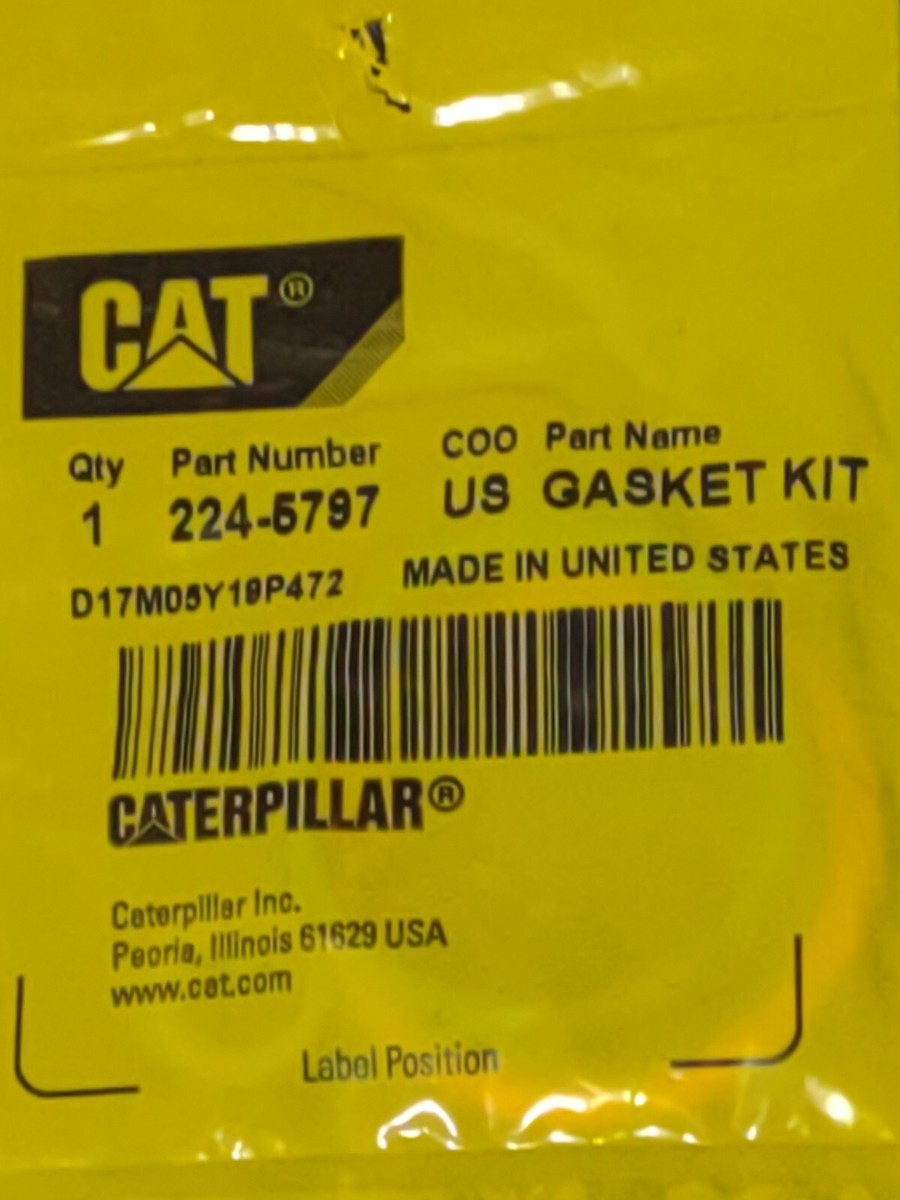 CAT®
Qty Part Number COO Part Name
1 224-5797 US GASKET KIT
D17M05Y19P472 MADE IN UNITED STATES
CATERPILLAR®
Caterpillar Inc.
Peoria, Illinois 61629 USA
www.cat.com
Label Position